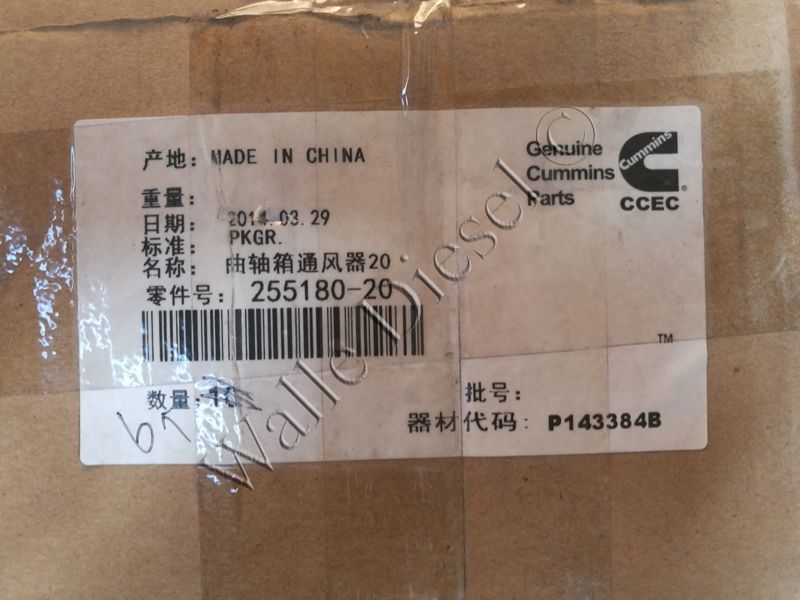 产地: MADE IN CHINA
Genuine
Cummins
Parts
Cummins
®
CCEC
重量:
日期: 2014.03.29
标准: PKGR.
名称: 曲轴箱通风器20
零件号: 255180-20
TM
数量:
批号:
器材代码: P143384B
Walle Diesel ©